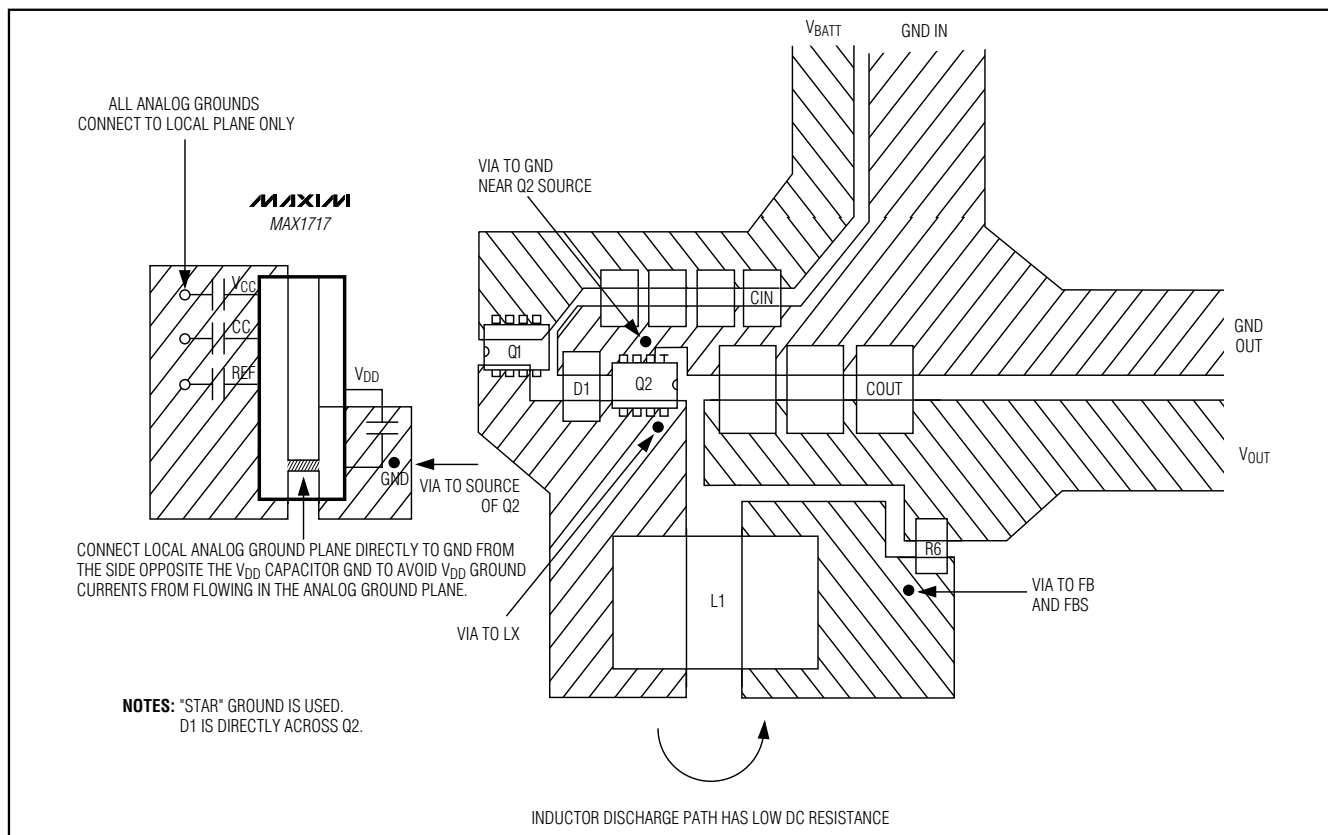 VBATT
GND IN
ALL ANALOG GROUNDS
CONNECT TO LOCAL PLANE ONLY
VIA TO GND
NEAR Q2 SOURCE
MAXIM
MAX1717
VCC
CC
REF
VDD
GND
CIN
Q1
D1
Q2
COUT
GND
OUT
VOUT
VIA TO SOURCE
OF Q2
CONNECT LOCAL ANALOG GROUND PLANE DIRECTLY TO GND FROM
THE SIDE OPPOSITE THE VDD CAPACITOR GND TO AVOID VDD GROUND
CURRENTS FROM FLOWING IN THE ANALOG GROUND PLANE.
R6
L1
VIA TO FB
AND FBS
VIA TO LX
NOTES: "STAR" GROUND IS USED.
D1 IS DIRECTLY ACROSS Q2.
INDUCTOR DISCHARGE PATH HAS LOW DC RESISTANCE